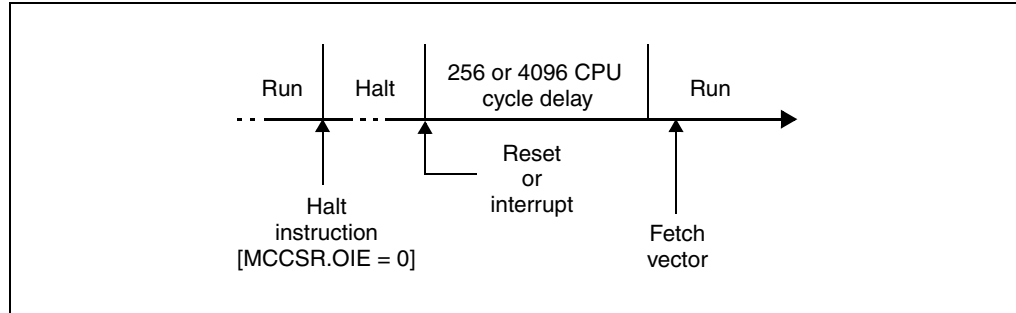 Run
Halt
256 or 4096 CPU
cycle delay
Run
Reset
or
interrupt
Halt
instruction
[MCCSR.OIE = 0]
Fetch
vector